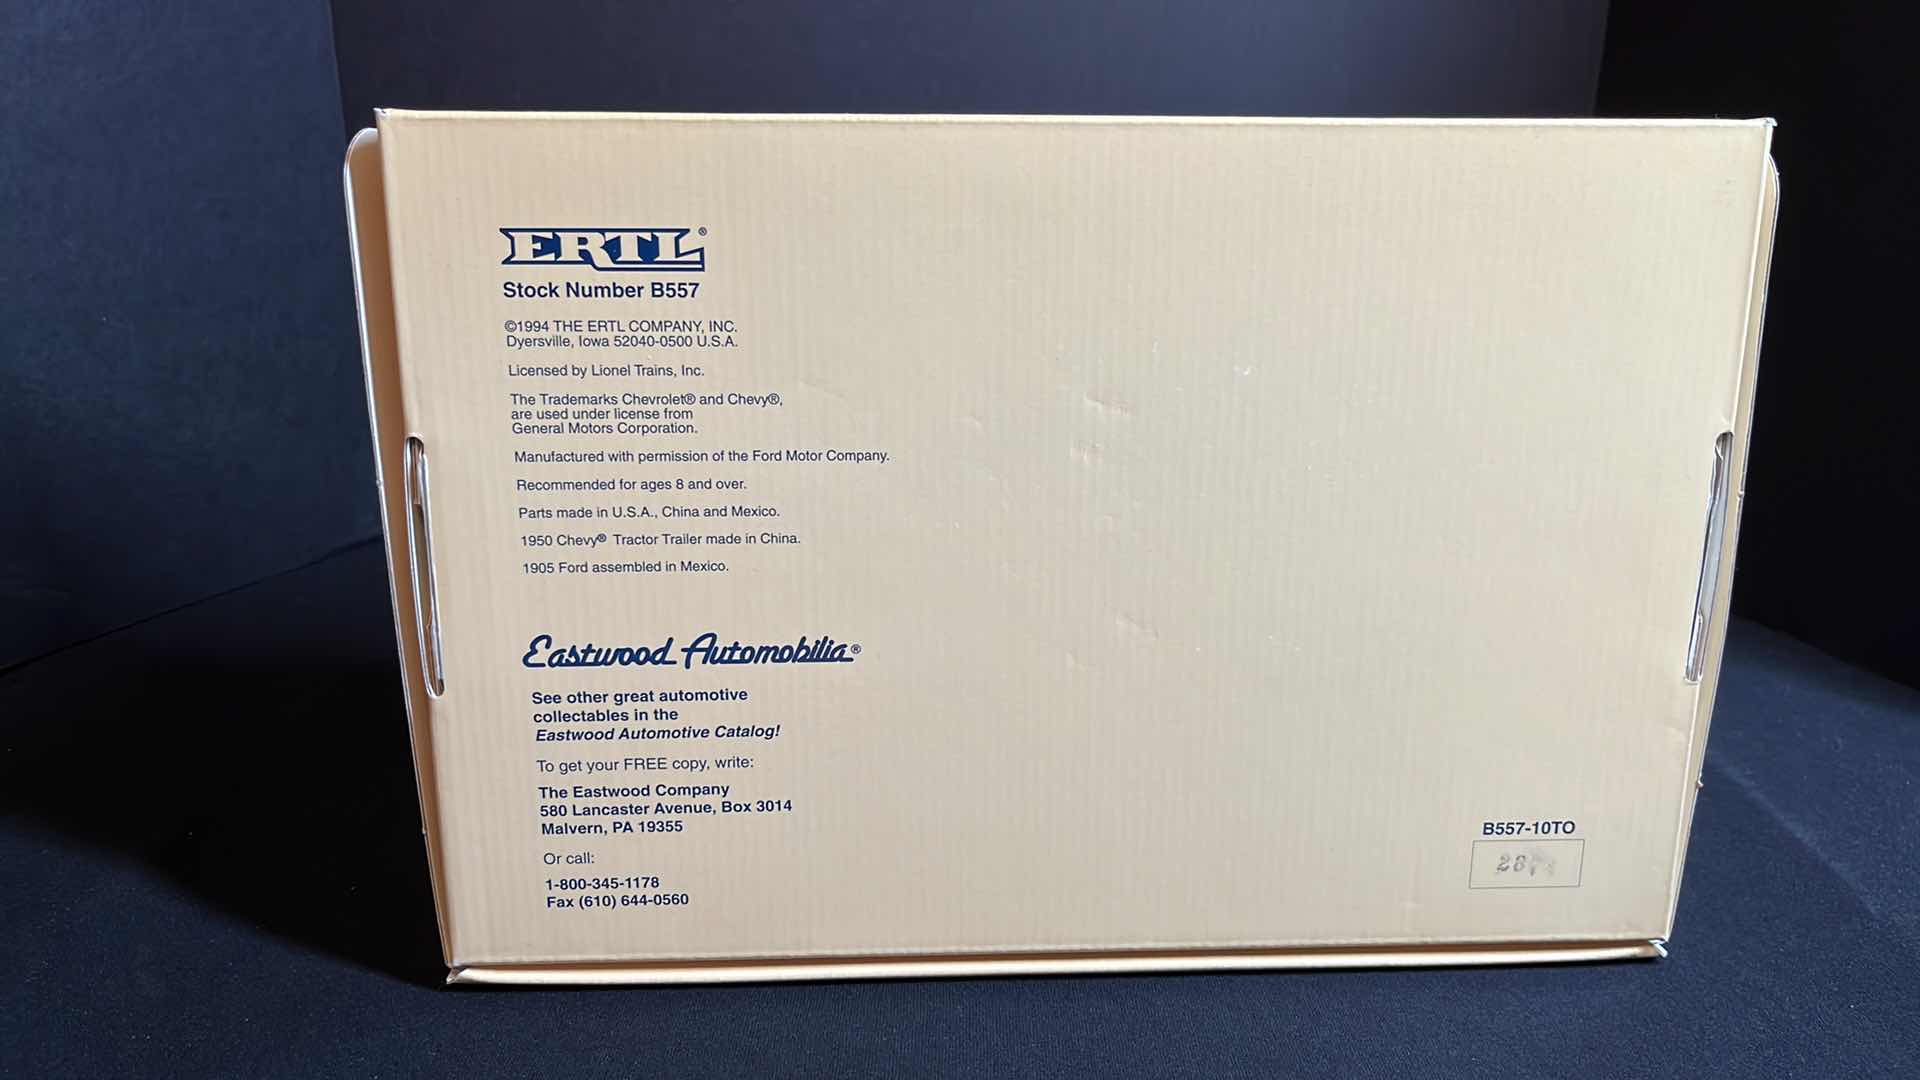 ERTL®
Stock Number B557
©1994 THE ERTL COMPANY, INC.
Dyersville, Iowa 52040-0500 U.S.A.
Licensed by Lionel Trains, Inc.
The Trademarks Chevrolet® and Chevy®,
are used under license from
General Motors Corporation.
Manufactured with permission of the Ford Motor Company.
Recommended for ages 8 and over.
Parts made in U.S.A., China and Mexico.
1950 Chevy® Tractor Trailer made in China.
1905 Ford assembled in Mexico.
Eastwood Automobilia®
See other great automotive
collectables in the
Eastwood Automotive Catalog!
To get your FREE copy, write:
The Eastwood Company
580 Lancaster Avenue, Box 3014
Malvern, PA 19355
Or call:
1-800-345-1178
Fax (610) 644-0560
B557-10TO